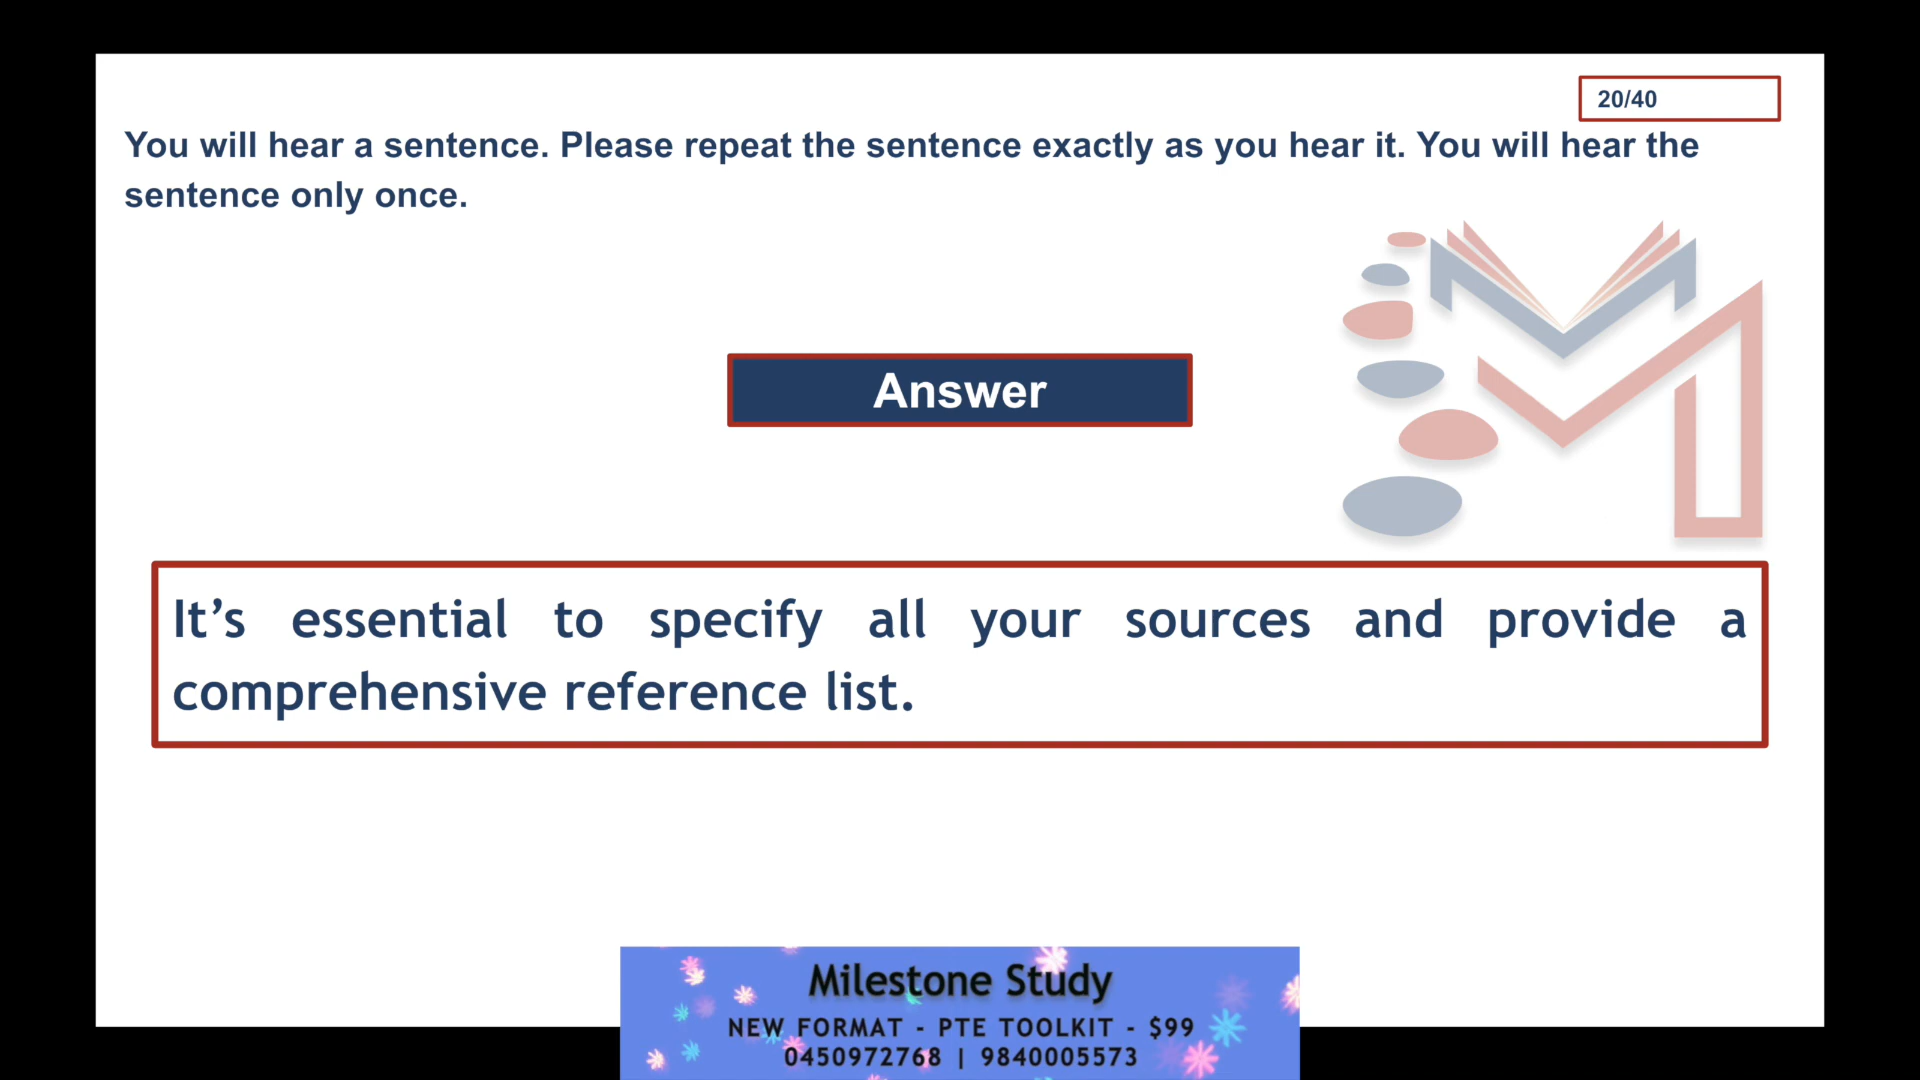 20/40
You will hear a sentence. Please repeat the sentence exactly as you hear it. You will hear the
sentence only once.
Answer
It’s essential to specify all your sources and provide a
comprehensive reference list.
Milestone Study
NEW FORMAT - PTE TOOLKIT - $99
0450972768 | 9840005573